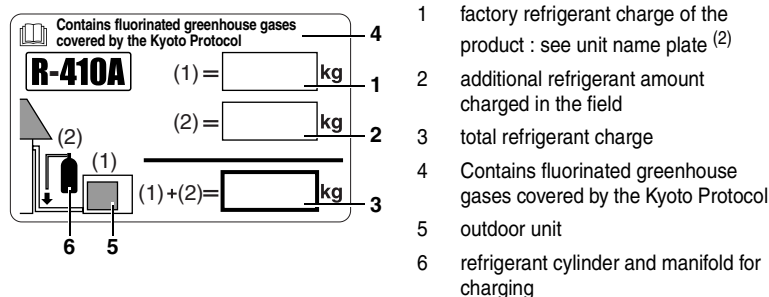 Contains fluorinated greenhouse gases
covered by the Kyoto Protocol
4
R-410A
(1)=
kg
1
(2)=
kg
2
(2)
(1)
(1)+(2)=
kg
3
6
5
1 factory refrigerant charge of the
product : see unit name plate (2)
2 additional refrigerant amount
charged in the field
3 total refrigerant charge
4 Contains fluorinated greenhouse
gases covered by the Kyoto Protocol
5 outdoor unit
6 refrigerant cylinder and manifold for
charging